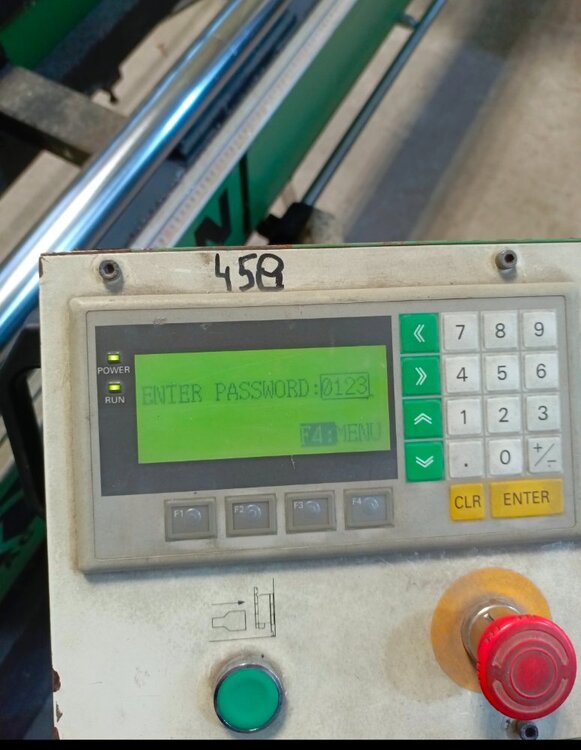 458
POWER
RUN
ENTER PASSWORD:0123
F4:MENU
7 8 9
4 5 6
1 2 3
. 0 +/-
CLR ENTER
F1 F2 F3 F4